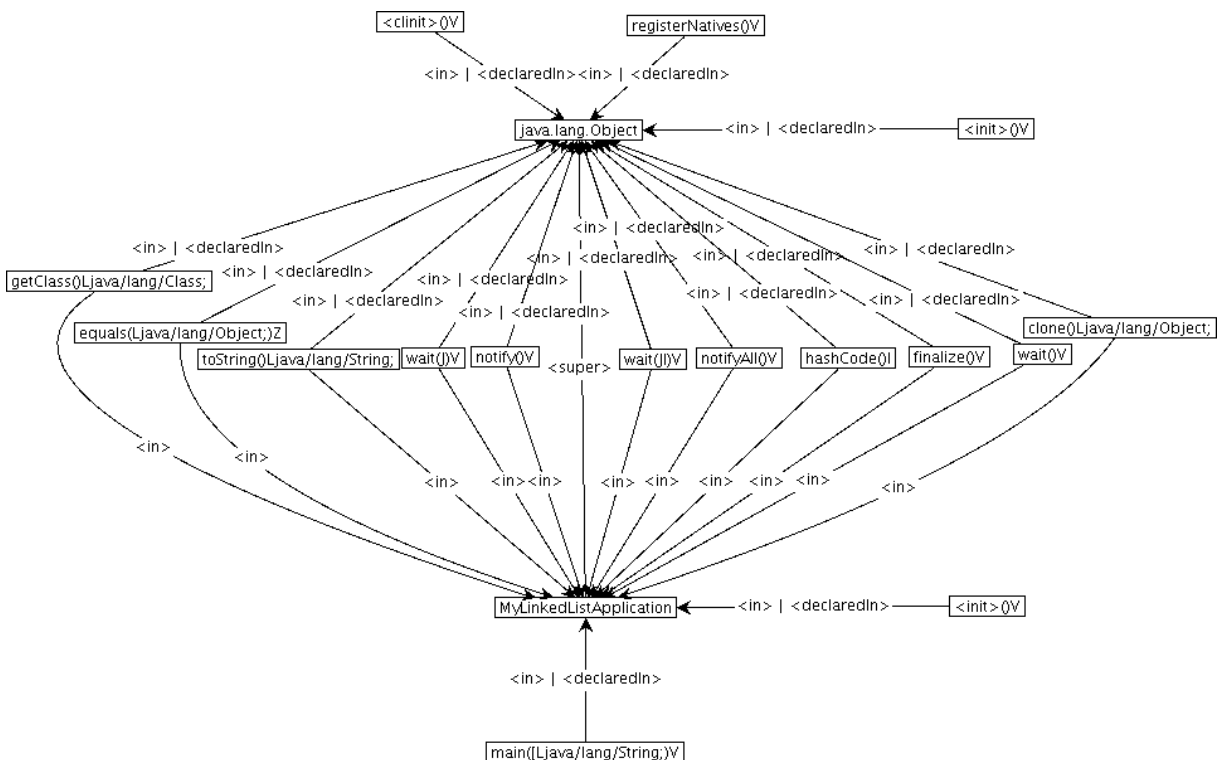 <clinit>()V
registerNatives()V
<in> | <declaredIn>
<in> | <declaredIn>
java.lang.Object
<in> | <declaredIn>
<init>()V
<in> | <declaredIn>
<in> | <declaredIn>
<in> | <declaredIn>
<in> | <declaredIn>
<in> | <declaredIn>
<in> | <declaredIn>
<in> | <declaredIn>
<in> | <declaredIn>
getClass()Ljava/lang/Class;
<in> | <declaredIn>
<in> | <declaredIn>
<in> | <declaredIn>
<in> | <declaredIn>
equals(Ljava/lang/Object;)Z
clone()Ljava/lang/Object;
toString()Ljava/lang/String;
wait(J)V
notify()V
<super>
wait(JI)V
notifyAll()V
hashCode()I
finalize()V
wait()V
<in>
<in>
<in>
<in>
<in>
<in>
<in>
<in>
<in>
<in>
<in>
MyLinkedListApplication
<in> | <declaredIn>
<init>()V
<in> | <declaredIn>
main([Ljava/lang/String;)V